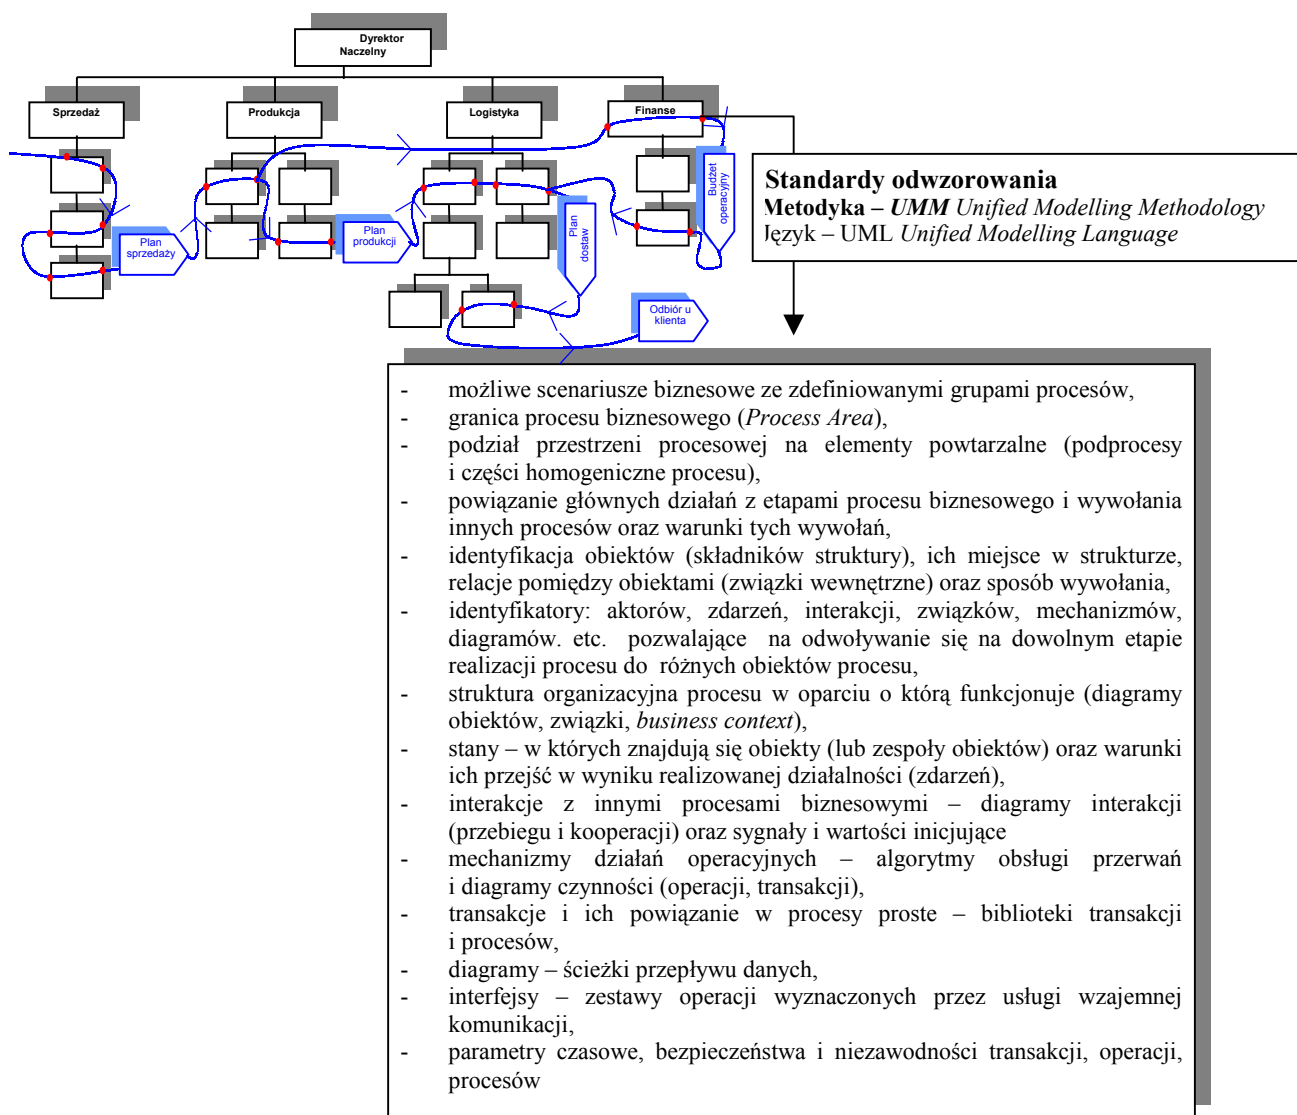 Dyrektor
Naczelny
Sprzedaż
Produkcja
Logistyka
Finanse
Plan
sprzedaży
Plan
produkcji
Plan
dostaw
Budżet
operacyjny
Odbiór u
klienta
Standardy odwzorowania
Metodyka – UMM Unified Modelling Methodology
Język – UML Unified Modelling Language
- możliwe scenariusze biznesowe ze zdefiniowanymi grupami procesów,
- granica procesu biznesowego (Process Area),
- podział przestrzeni procesowej na elementy powtarzalne (podprocesy
i części homogeniczne procesu),
- powiązanie głównych działań z etapami procesu biznesowego i wywołania
innych procesów oraz warunki tych wywołań,
- identyfikacja obiektów (składników struktury), ich miejsce w strukturze,
relacje pomiędzy obiektami (związki wewnętrzne) oraz sposób wywołania,
- identyfikatory: aktorów, zdarzeń, interakcji, związków, mechanizmów,
diagramów. etc. pozwalające na odwoływanie się na dowolnym etapie
realizacji procesu do różnych obiektów procesu,
- struktura organizacyjna procesu w oparciu o którą funkcjonuje (diagramy
obiektów, związki, business context),
- stany – w których znajdują się obiekty (lub zespoły obiektów) oraz warunki
ich przejść w wyniku realizowanej działalności (zdarzeń),
- interakcje z innymi procesami biznesowymi – diagramy interakcji
(przebiegu i kooperacji) oraz sygnały i wartości inicjujące
- mechanizmy działań operacyjnych – algorytmy obsługi przerwań
i diagramy czynności (operacji, transakcji),
- transakcje i ich powiązanie w procesy proste – biblioteki transakcji
i procesów,
- diagramy – ścieżki przepływu danych,
- interfejsy – zestawy operacji wyznaczonych przez usługi wzajemnej
komunikacji,
- parametry czasowe, bezpieczeństwa i niezawodności transakcji, operacji,
procesów